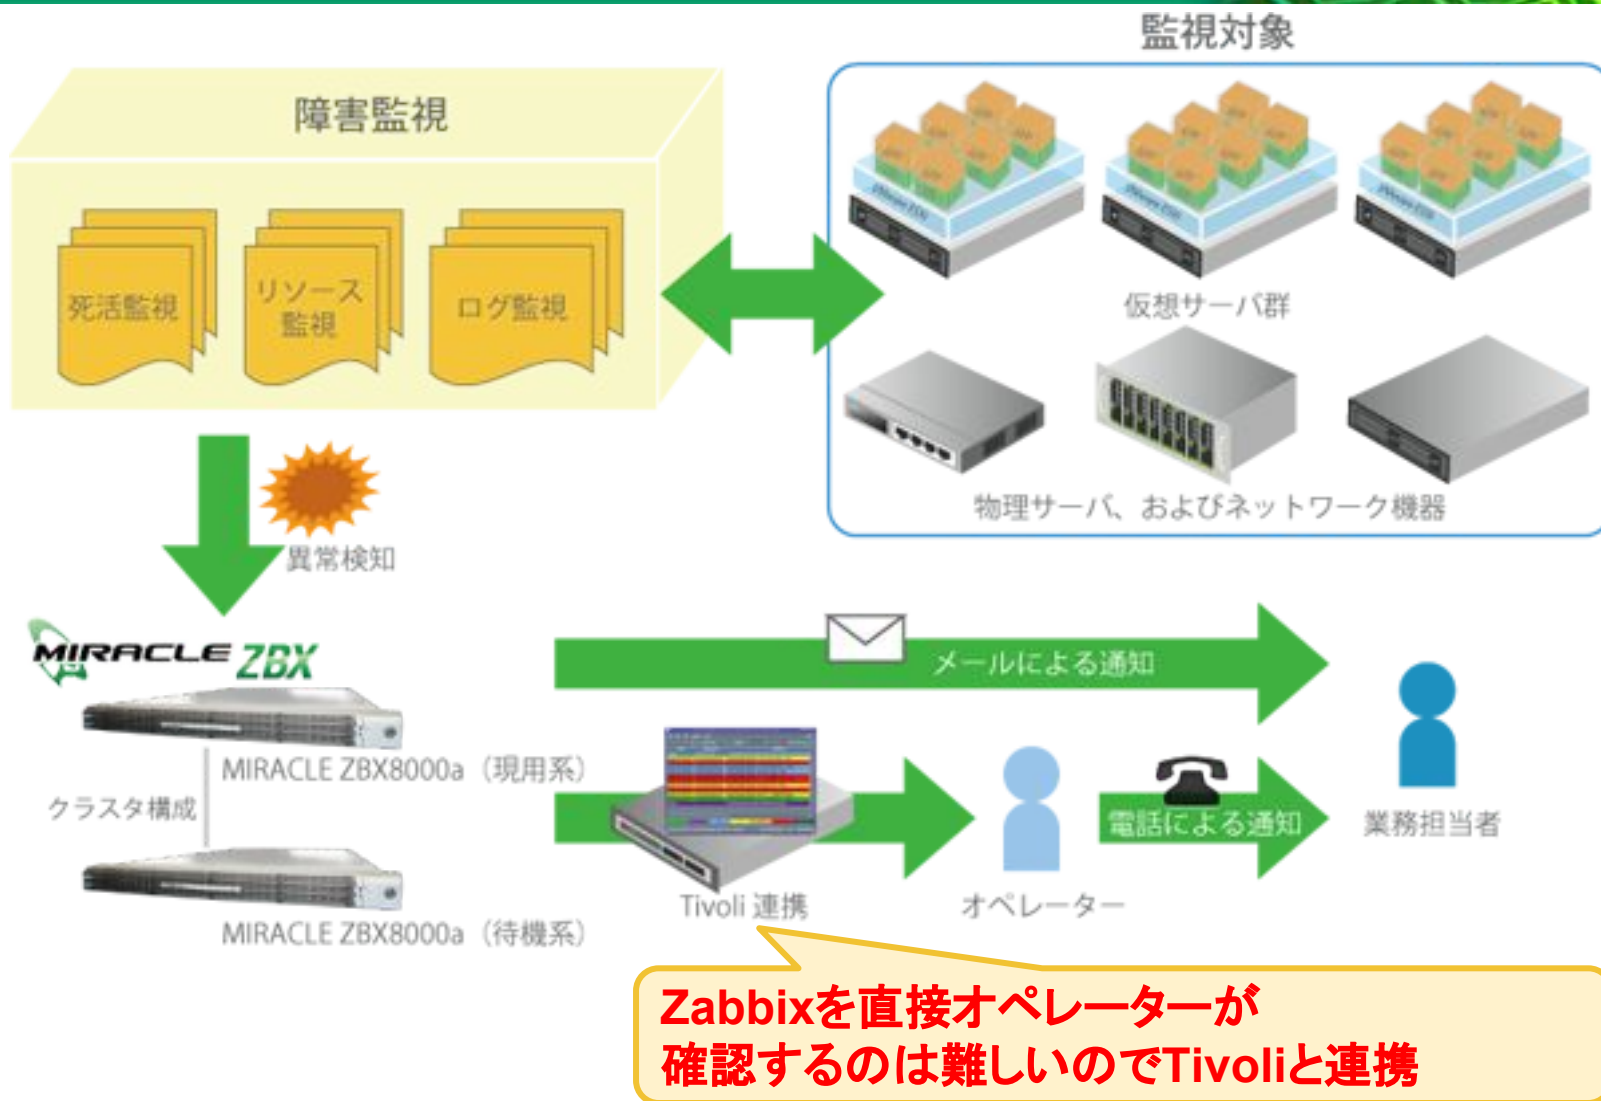 監視対象
障害監視
死活監視
リソース
監視
ログ監視
仮想サーバ群
物理サーバ、およびネットワーク機器
異常検知
MIRACLE ZBX
メールによる通知
MIRACLE ZBX8000a（現用系）
クラスタ構成
電話による通知
業務担当者
Tivoli 連携
オペレーター
MIRACLE ZBX8000a（待機系）
Zabbixを直接オペレーターが
確認するのは難しいのでTivoliと連携